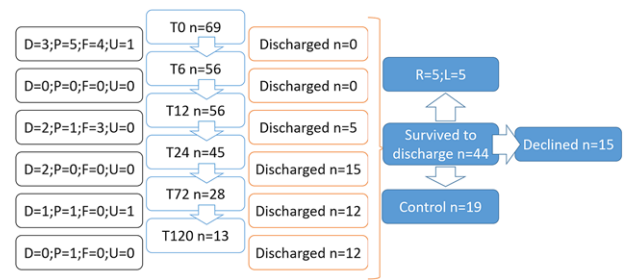 T0 n=69
D=3;P=5;F=4;U=1
Discharged n=0
T6 n=56
D=0;P=0;F=0;U=0
Discharged n=0
T12 n=56
D=2;P=1;F=3;U=0
Discharged n=5
T24 n=45
D=2;P=0;F=0;U=0
Discharged n=15
T72 n=28
D=1;P=1;F=0;U=1
Discharged n=12
T120 n=13
D=0;P=1;F=0;U=0
Discharged n=12
R=5;L=5
Survived to
discharge n=44
Declined n=15
Control n=19